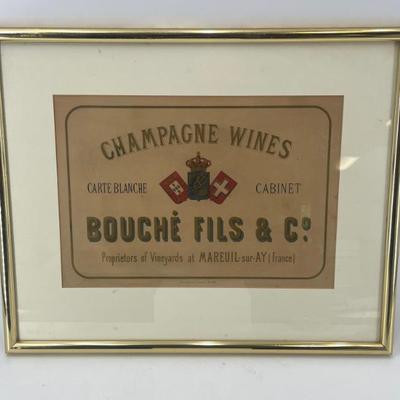 CHAMPAGNE WINES
CARTE BLANCHE CABINET
BOUCHÉ FILS & Cº.
Proprietors of Vineyards at MAREUIL-sur-AY (France)